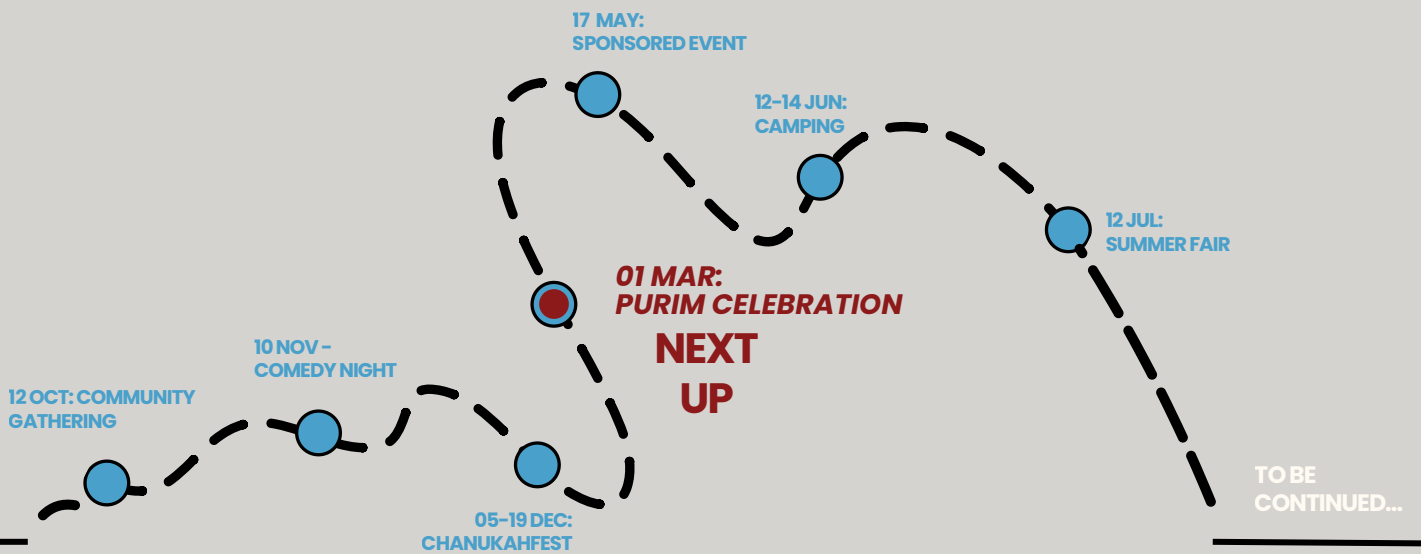 12 OCT: COMMUNITY
GATHERING
10 NOV -
COMEDY NIGHT
05-19 DEC:
CHANUKAHFEST
01 MAR:
PURIM CELEBRATION
NEXT
UP
17 MAY:
SPONSORED EVENT
12-14 JUN:
CAMPING
12 JUL:
SUMMER FAIR
TO BE
CONTINUED...